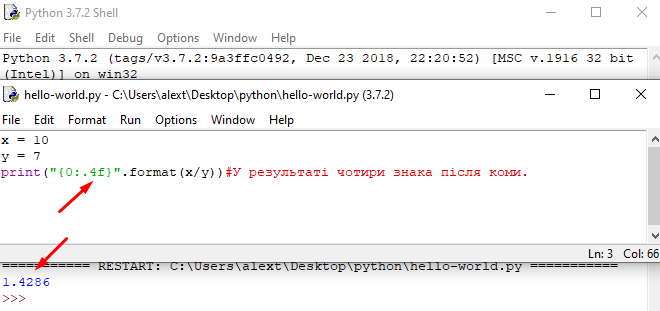 Python 3.7.2 Shell
File Edit Shell Debug Options Window Help
Python 3.7.2 (tags/v3.7.2:9a3ffc0492, Dec 23 2018, 22:20:52) [MSC v.1916 32 bit
(Intel)] on win32
hello-world.py - C:\Users\alext\Desktop\python\hello-world.py (3.7.2)
File Edit Format Run Options Window Help
x = 10
y = 7
print("{0:.4f}".format(x/y))#У результаті чотири знака після коми.
Ln: 3 Col: 66
=========== RESTART: C:\Users\alext\Desktop\python\hello-world.py ===========
1.4286
>>>